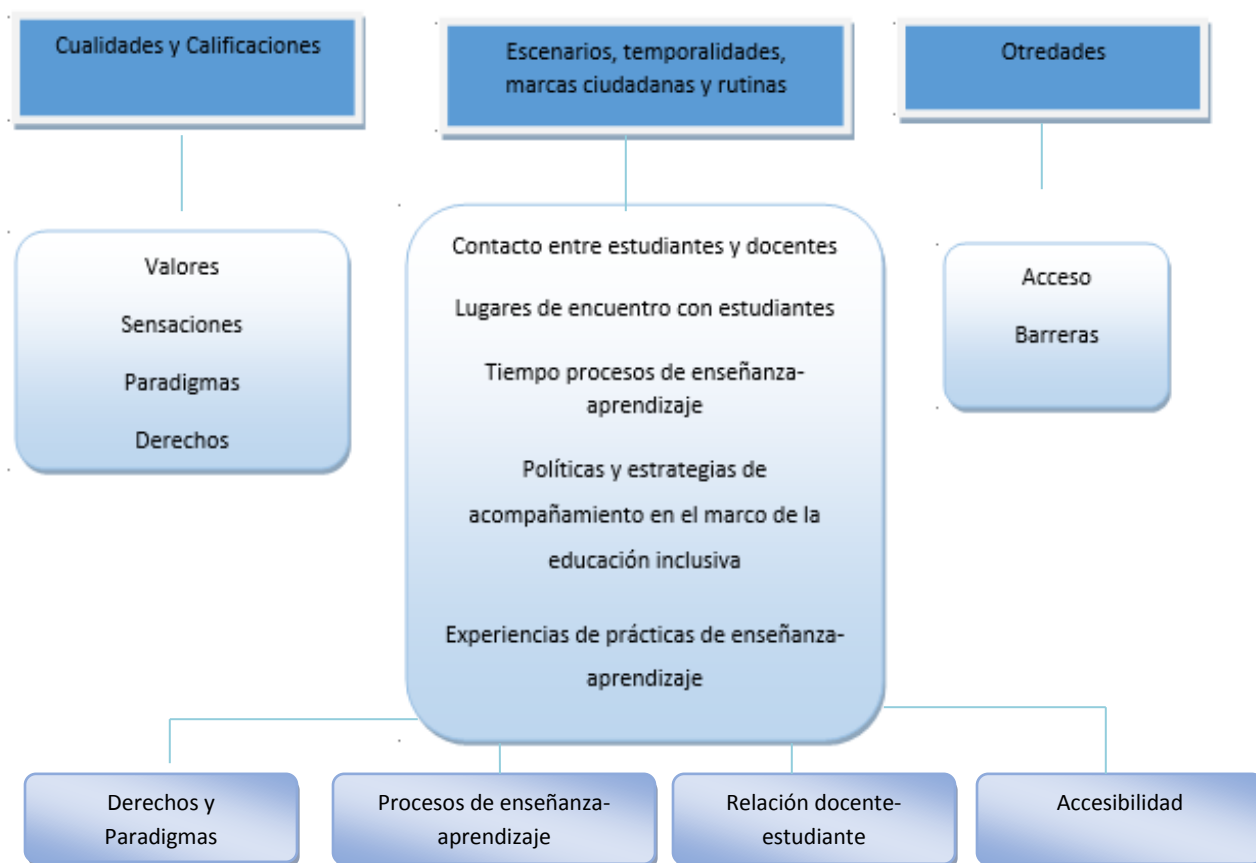 Cualidades y Calificaciones
Escenarios, temporalidades,
marcas ciudadanas y rutinas
Otredades
Valores
Sensaciones
Paradigmas
Derechos
Contacto entre estudiantes y docentes
Lugares de encuentro con estudiantes
Tiempo procesos de enseñanza-
aprendizaje
Políticas y estrategias de
acompañamiento en el marco de la
educación inclusiva
Experiencias de prácticas de enseñanza-
aprendizaje
Acceso
Barreras
Derechos y
Paradigmas
Procesos de enseñanza-
aprendizaje
Relación docente-
estudiante
Accesibilidad